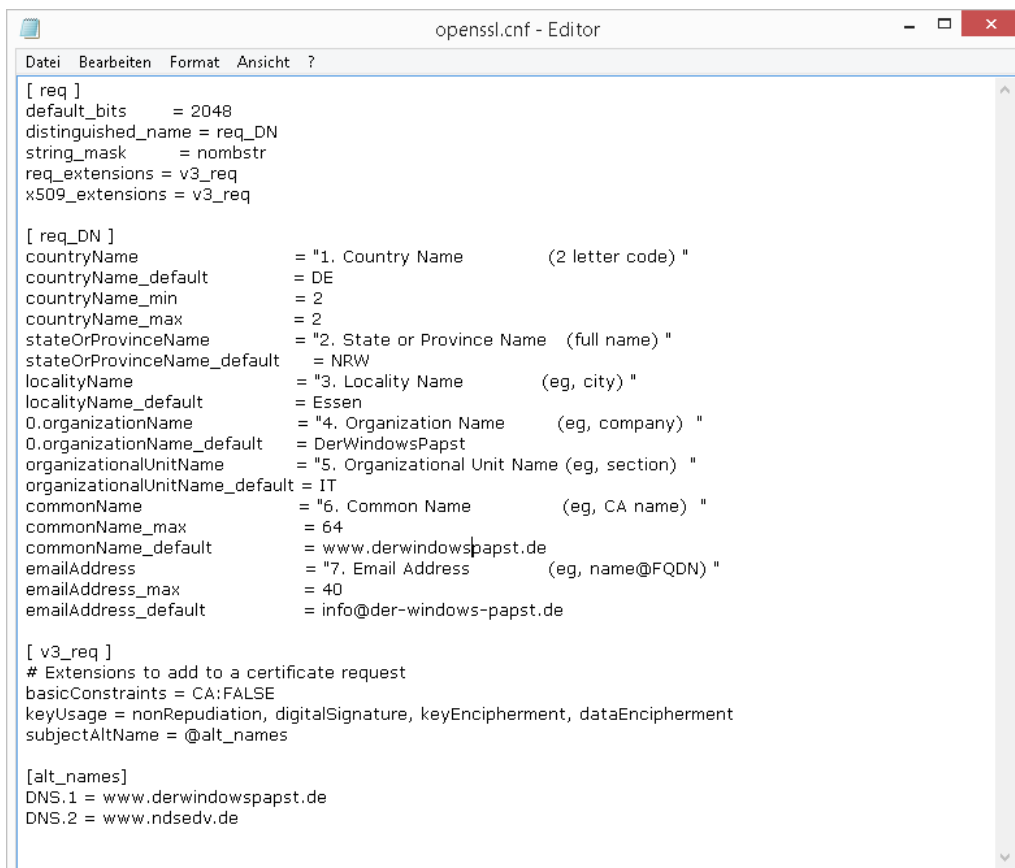 openssl.cnf - Editor
Datei Bearbeiten Format Ansicht ?
[ req ]
default_bits = 2048
distinguished_name = req_DN
string_mask = nombstr
req_extensions = v3_req
x509_extensions = v3_req
[ req_DN ]
countryName = "1. Country Name (2 letter code) "
countryName_default = DE
countryName_min = 2
countryName_max = 2
stateOrProvinceName = "2. State or Province Name (full name) "
stateOrProvinceName_default = NRW
localityName = "3. Locality Name (eg, city) "
localityName_default = Essen
0.organizationName = "4. Organization Name (eg, company) "
0.organizationName_default = DerWindowsPapst
organizationalUnitName = "5. Organizational Unit Name (eg, section) "
organizationalUnitName_default = IT
commonName = "6. Common Name (eg, CA name) "
commonName_max = 64
commonName_default = www.derwindowspapst.de
emailAddress = "7. Email Address (eg, name@FQDN) "
emailAddress_max = 40
emailAddress_default = info@der-windows-papst.de
[ v3_req ]
# Extensions to add to a certificate request
basicConstraints = CA:FALSE
keyUsage = nonRepudiation, digitalSignature, keyEncipherment, dataEncipherment
subjectAltName = @alt_names
[alt_names]
DNS.1 = www.derwindowspapst.de
DNS.2 = www.ndsedv.de